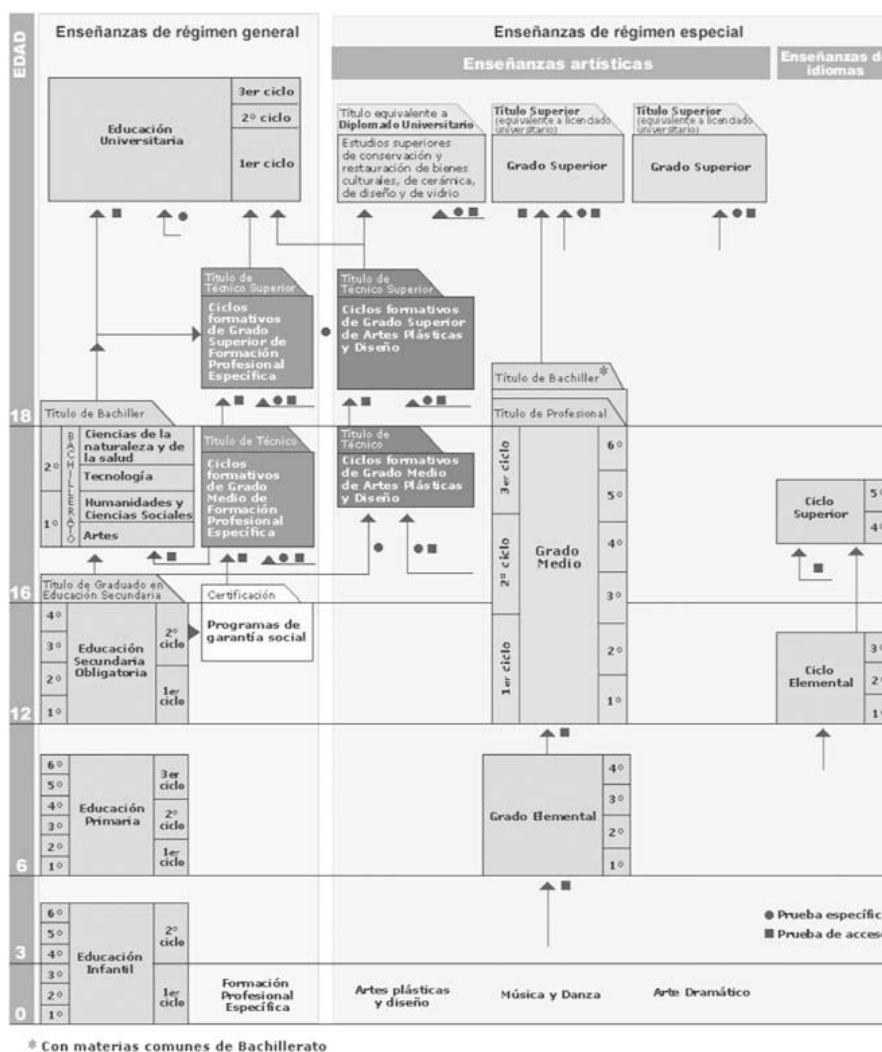 EDAD
Enseñanzas de régimen general
Enseñanzas de régimen especial
Enseñanzas artísticas
Enseñanzas d
idiomas
Educación
Universitaria
3er ciclo
2º ciclo
1er ciclo
Título equivalente a
Diplomado Universitario
Estudios superiores
de conservación y
restauración de bienes
culturales, de cerámica,
de diseño y de vidrio
Título Superior
(equivalente a licenciado
universitario)
Grado Superior
Título Superior
(equivalente a licenciado
universitario)
Grado Superior
Título de
Técnico Superior
Ciclos
formativos
de Grado
Superior de
Formación
Profesional
Específica
Título de
Técnico Superior
Ciclos formativos
de Grado Superior
de Artes Plásticas
y Diseño
Título de Bachiller*
Título de Profesional
18
Título de Bachiller
2º
1º
BACHILLERATO
Ciencias de la
naturaleza y de
la salud
Tecnología
Humanidades y
Ciencias Sociales
Artes
Título de Técnico
Ciclos
formativos
de Grado
Medio de
Formación
Profesional
Específica
Título de
Técnico
Ciclos formativos
de Grado Medio
de Artes Plásticas
y Diseño
3er ciclo
2º ciclo
1er ciclo
Grado
Medio
6º
5º
4º
3º
2º
1º
Ciclo
Superior
5º
4º
16
Título de Graduado en
Educación Secundaria
4º
3º
2º
1º
Educación
Secundaria
Obligatoria
2º
ciclo
1er
ciclo
Certificación
Programas de
garantía social
Ciclo
Elemental
3º
2º
1º
12
6º
5º
4º
3º
2º
1º
Educación
Primaria
3er
ciclo
2º
ciclo
1er
ciclo
Grado Elemental
4º
3º
2º
1º
6
6º
5º
4º
3º
2º
1º
Educación
Infantil
2º
ciclo
1er
ciclo
Prueba específic
Prueba de acces
3
0
Formación
Profesional
Específica
Artes plásticas
y diseño
Música y Danza
Arte Dramático
* Con materias comunes de Bachillerato